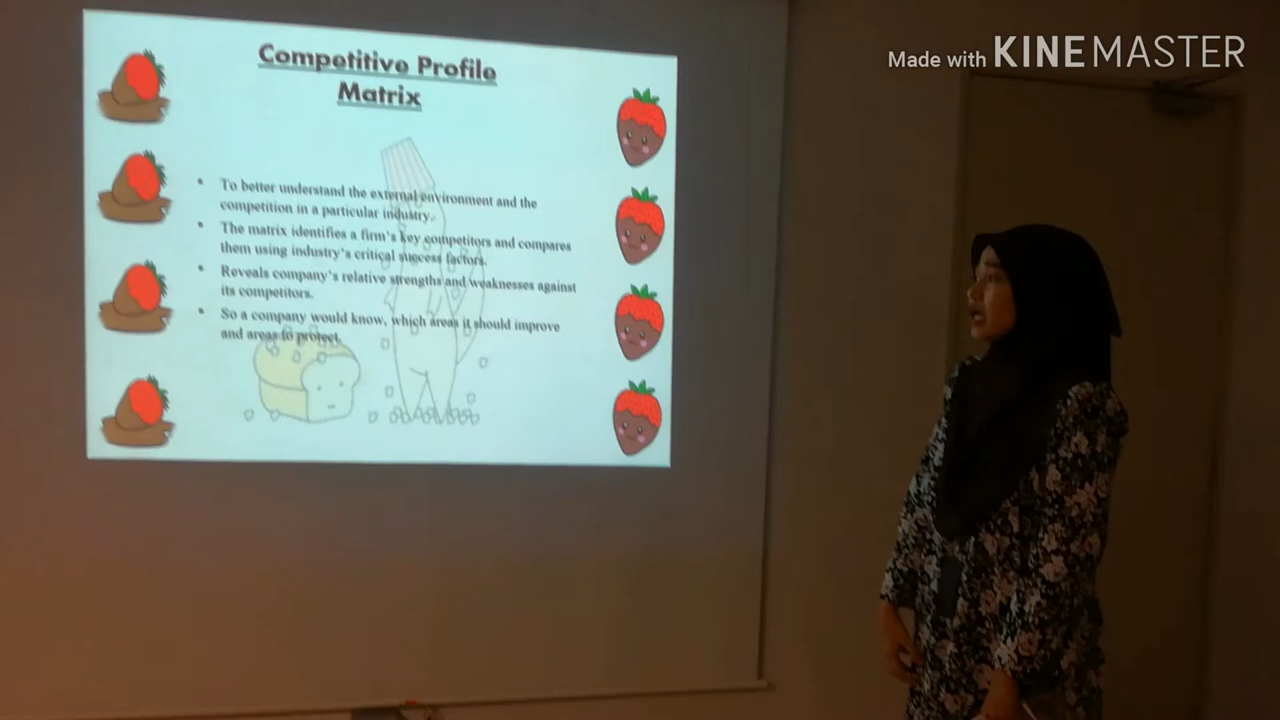 Made with KINEMASTER
Competitive Profile
Matrix
• To better understand the external environment and the
competition in a particular industry.
• The matrix identifies a firm's key competitors and compares
them using industry's critical success factors.
• Reveals company's relative strengths and weaknesses against
its competitors.
• So a company would know, which areas it should improve
and areas to protect.